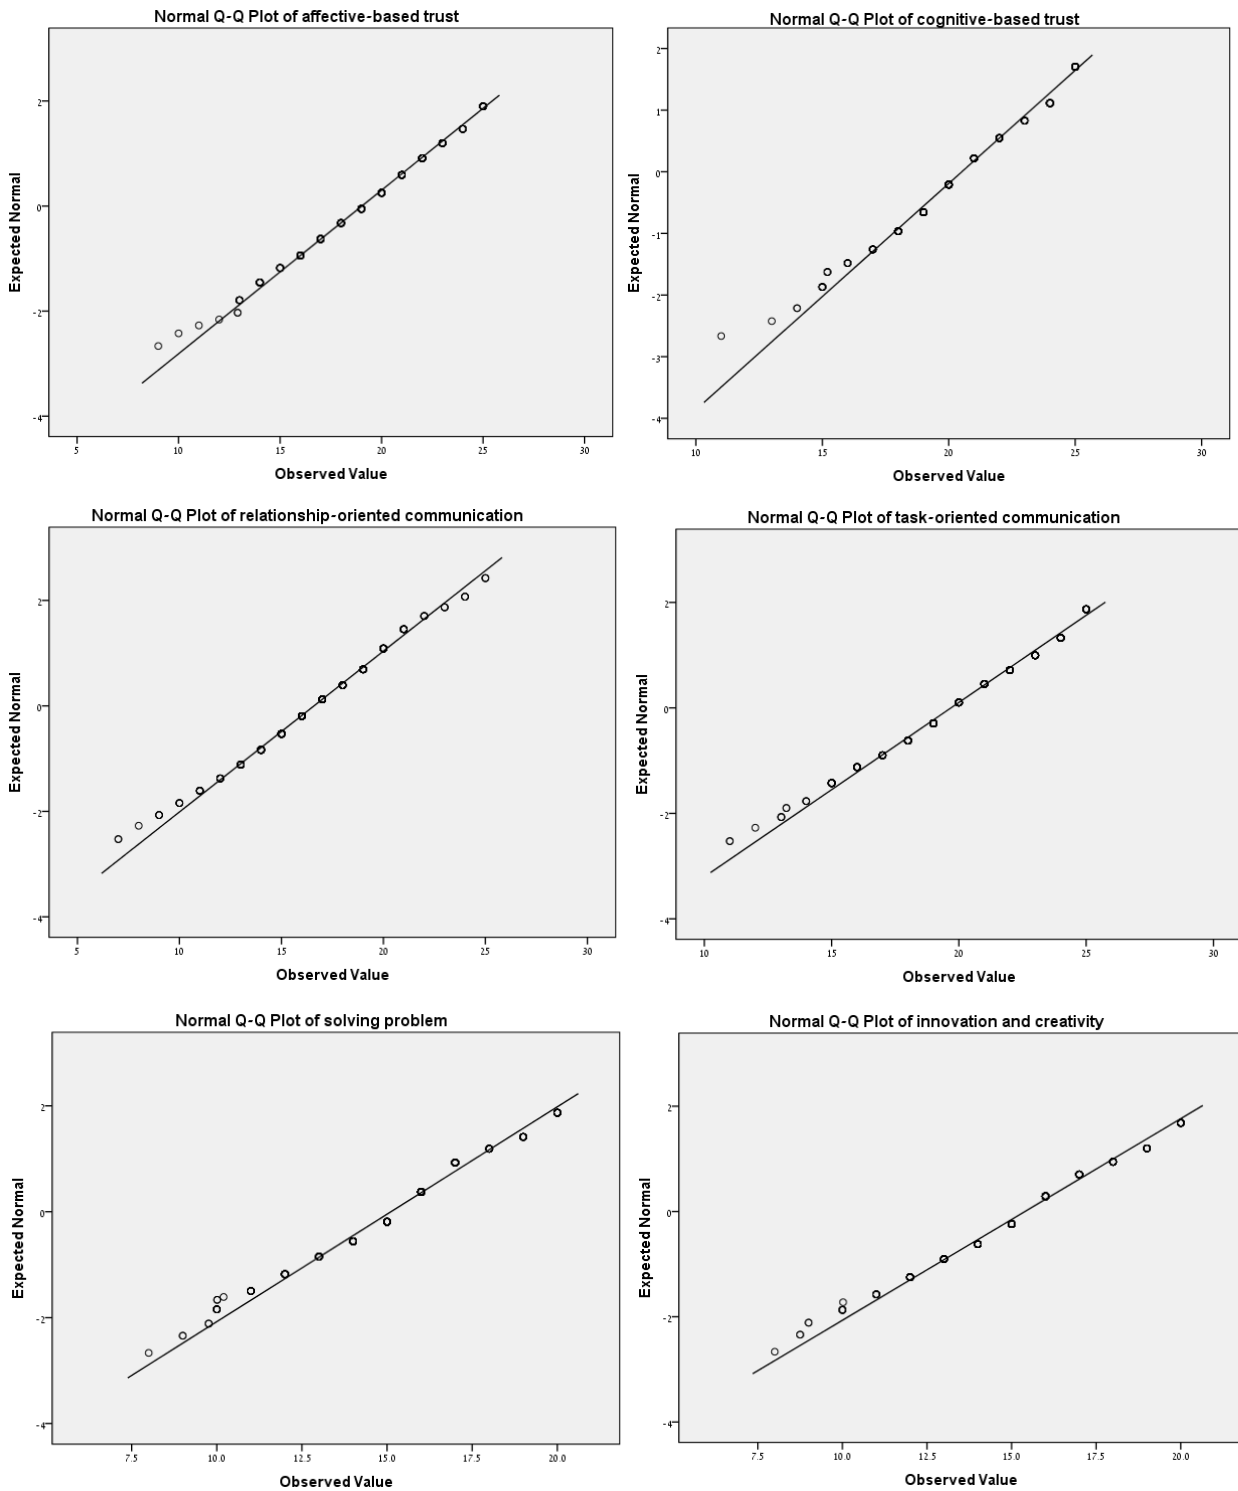 Normal Q-Q Plot of affective-based trust
Expected Normal
2
0
-2
-4
5 10 15 20 25 30
Observed Value
Normal Q-Q Plot of cognitive-based trust
Expected Normal
2
1
0
-1
-2
-3
-4
10 15 20 25 30
Observed Value
Normal Q-Q Plot of relationship-oriented communication
Expected Normal
2
0
-2
-4
5 10 15 20 25 30
Observed Value
Normal Q-Q Plot of task-oriented communication
Expected Normal
2
0
-2
-4
10 15 20 25 30
Observed Value
Normal Q-Q Plot of solving problem
Expected Normal
2
0
-2
-4
7.5 10.0 12.5 15.0 17.5 20.0
Observed Value
Normal Q-Q Plot of innovation and creativity
Expected Normal
2
0
-2
-4
7.5 10.0 12.5 15.0 17.5 20.0
Observed Value